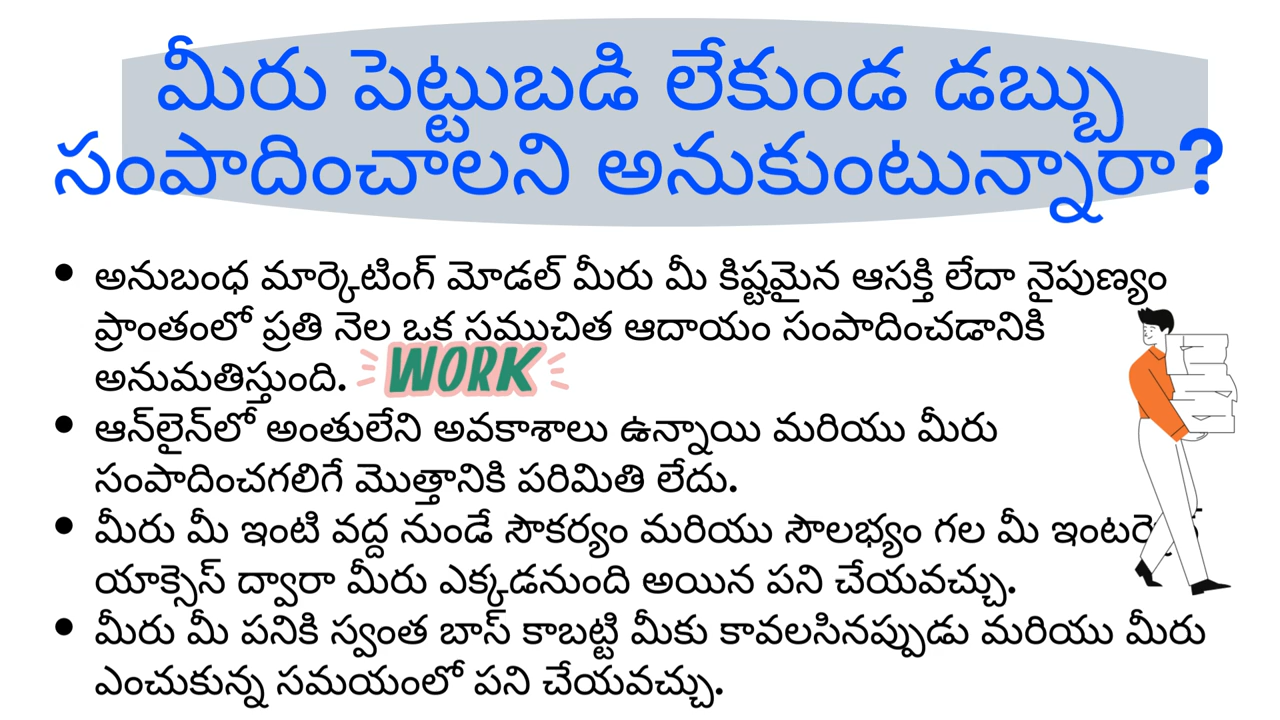 మీరు పెట్టుబడి లేకుండ డబ్బు
సంపాదించాలని అనుకుంటున్నారా?
• అనుబంధ మార్కెటింగ్ మోడల్ మీరు మీ కిష్టమైన ఆసక్తి లేదా నైపుణ్యం
ప్రాంతంలో ప్రతి నెల ఒక సముచిత ఆదాయం సంపాదించడానికి
అనుమతిస్తుంది.
WORK
• ఆన్‌లైన్‌లో అంతులేని అవకాశాలు ఉన్నాయి మరియు మీరు
సంపాదించగలిగే మొత్తానికి పరిమితి లేదు.
• మీరు మీ ఇంటి వద్ద నుండే సౌకర్యం మరియు సౌలభ్యం గల మీ
యాక్సెస్ ద్వారా మీరు ఎక్కడనుంది అయిన పని చేయవచ్చు.
• మీరు మీ పనికి స్వంత బాస్ కాబట్టి మీకు కావలసినప్పుడు మరియు మీరు
ఎంచుకున్న సమయంలో పని చేయవచ్చు.